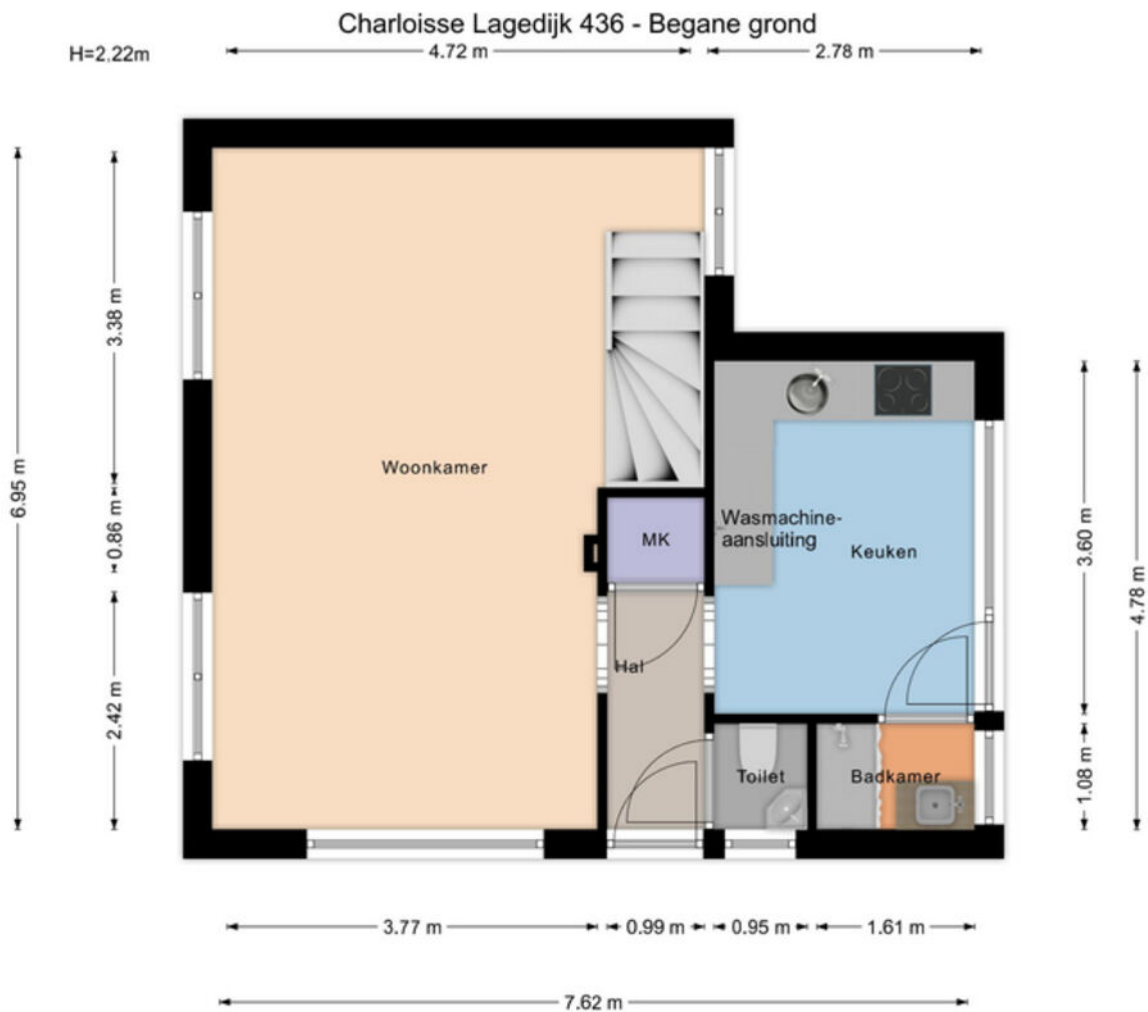 Charloisse Lagedijk 436 - Begane grond
H=2,22m
4.72 m
2.78 m
6.95 m
3.38 m
0.86 m
2.42 m
Woonkamer
MK
Wasmachine-
aansluiting
Keuken
Hal
Toilet
Badkamer
3.60 m
4.78 m
1.08 m
3.77 m
0.99 m
0.95 m
1.61 m
7.62 m